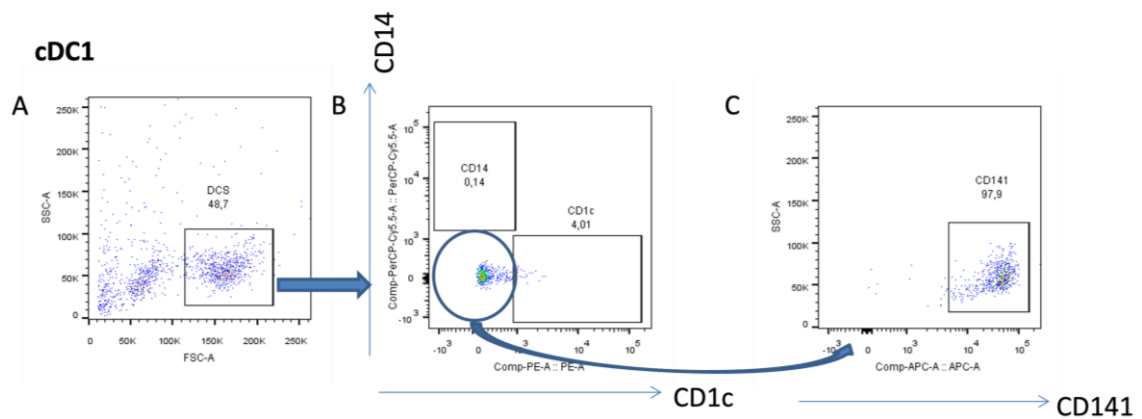 cDC1
A
250K
200K
150K
100K
50K
0
SSC-A
DCS
48,7
0 50K 100K 150K 200K 250K
FSC-A
B
CD14
10^5
10^4
10^3
0
-10^3
Comp-PerCP-Cy5.5-A :: PerCP-Cy5.5-A
CD14
0,14
CD1c
4,01
-10^3 0 10^3 10^4 10^5
Comp-PE-A :: PE-A
CD1c
C
250K
200K
150K
100K
50K
0
SSC-A
CD141
97,9
-10^3 0 10^3 10^4 10^5
Comp-APC-A :: APC-A
CD141